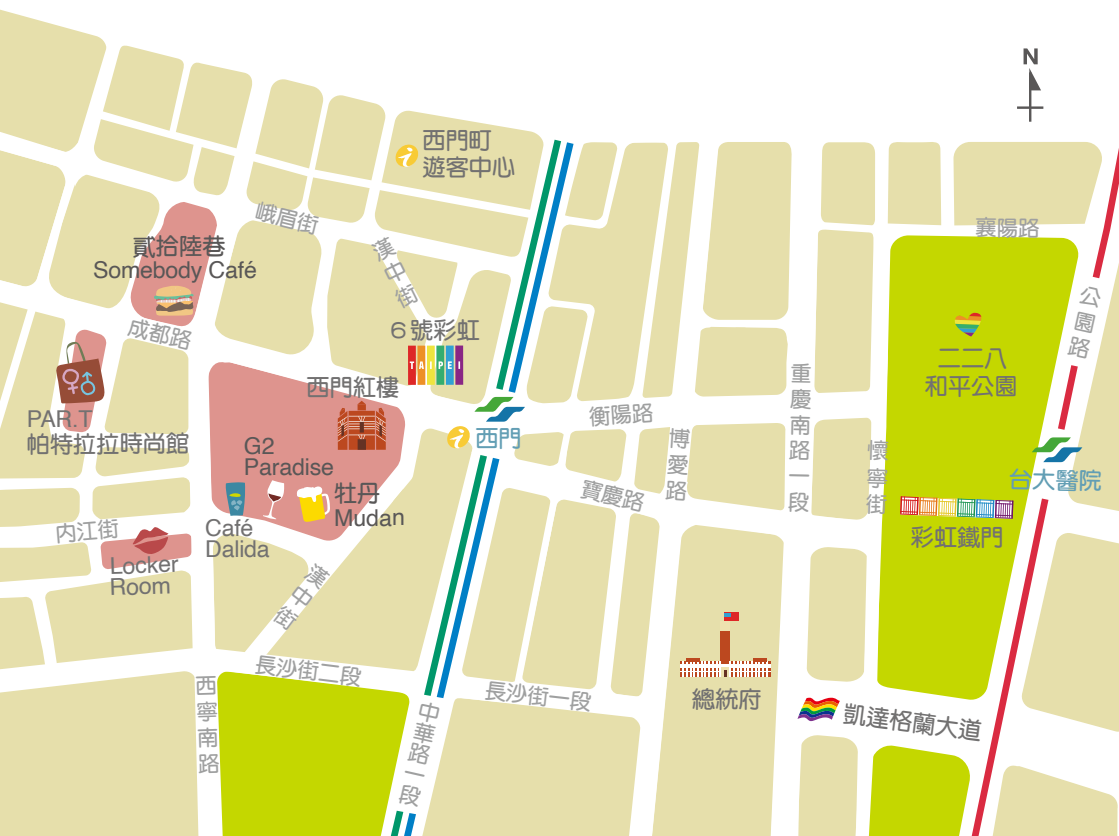 N
西門町
遊客中心
峨眉街
漢中街
襄陽路
貳拾陸巷
Somebody Café
成都路
6號彩虹
TAIPEI
公園路
二二八
和平公園
西門紅樓
重慶南路一段
衡陽路
PAR.T
帕特拉拉時尚館
G2
Paradise
西門
博愛路
懷寧街
台大醫院
寶慶路
牡丹
Mudan
Café
Dalida
內江街
彩虹鐵門
Locker
Room
漢中街
長沙街二段
西寧南路
長沙街一段
總統府
中華路一段
凱達格蘭大道